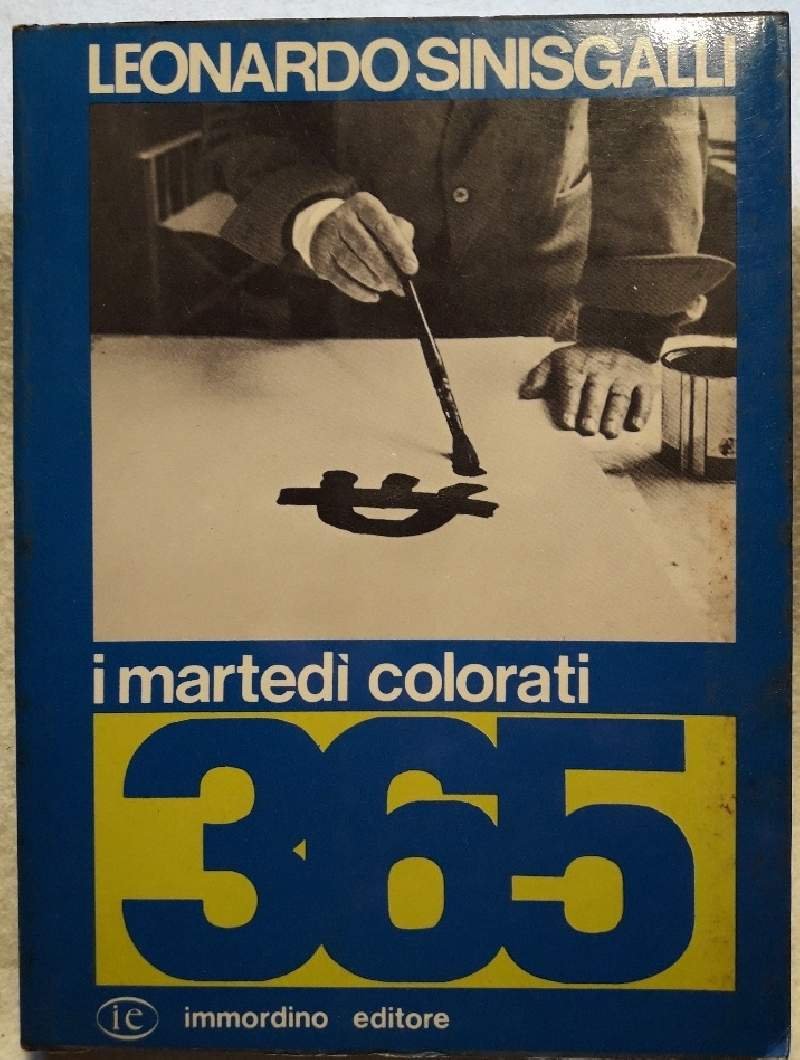 LEONARDO SINISGALLI
i martedì colorati
365
ie immordino editore